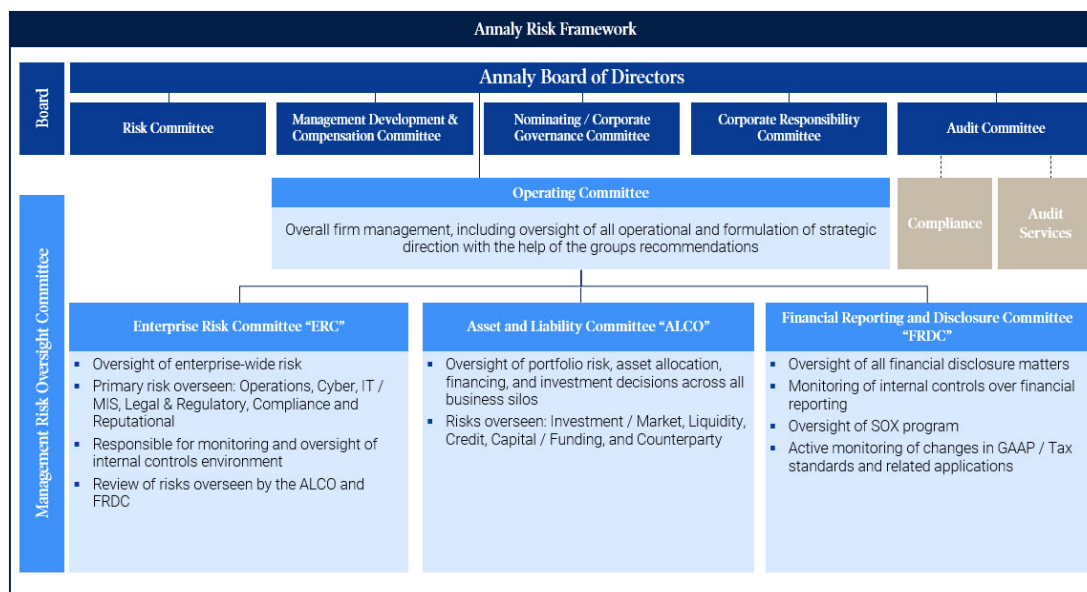 Annaly Risk Framework
Board
Annaly Board of Directors
Risk Committee
Management Development &
Compensation Committee
Nominating / Corporate
Governance Committee
Corporate Responsibility
Committee
Audit Committee
Management Risk Oversight Committee
Operating Committee
Overall firm management, including oversight of all operational and formulation of strategic
direction with the help of the groups recommendations
Compliance
Audit
Services
Enterprise Risk Committee “ERC”
▪ Oversight of enterprise-wide risk
▪ Primary risk overseen: Operations, Cyber, IT /
MIS, Legal & Regulatory, Compliance and
Reputational
▪ Responsible for monitoring and oversight of
internal controls environment
▪ Review of risks overseen by the ALCO and
FRDC
Asset and Liability Committee “ALCO”
▪ Oversight of portfolio risk, asset allocation,
financing, and investment decisions across all
business silos
▪ Risks overseen: Investment / Market, Liquidity,
Credit, Capital / Funding, and Counterparty
Financial Reporting and Disclosure Committee
“FRDC”
▪ Oversight of all financial disclosure matters
▪ Monitoring of internal controls over financial
reporting
▪ Oversight of SOX program
▪ Active monitoring of changes in GAAP / Tax
standards and related applications